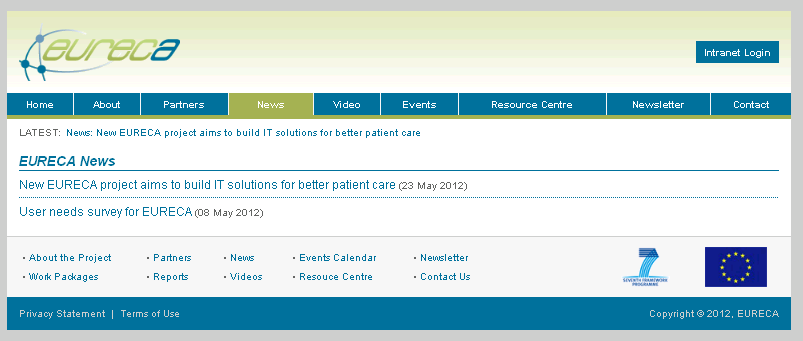 eureca
Intranet Login
Home About Partners News Video Events Resource Centre Newsletter Contact
LATEST: News: New EURECA project aims to build IT solutions for better patient care
EURECA News
New EURECA project aims to build IT solutions for better patient care (23 May 2012)
User needs survey for EURECA (08 May 2012)
About the Project Partners News Events Calendar Newsletter
Work Packages Reports Videos Resouce Centre Contact Us
SEVENTH FRAMEWORK
PROGRAMME
Privacy Statement | Terms of Use Copyright © 2012, EURECA